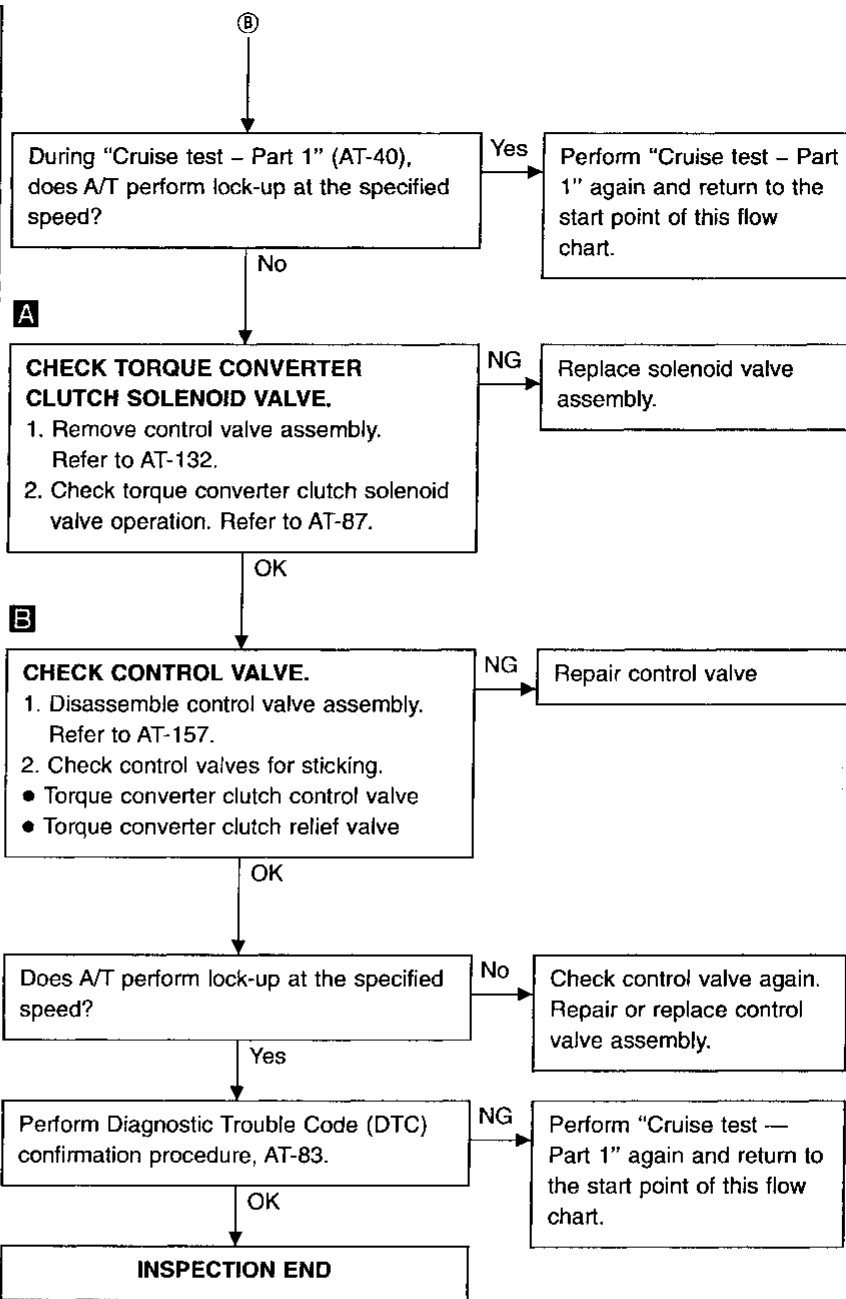 Ⓑ
During “Cruise test – Part 1” (AT-40),
does A/T perform lock-up at the specified
speed?
Yes
Perform “Cruise test – Part
1” again and return to the
start point of this flow
chart.
No
A
CHECK TORQUE CONVERTER
CLUTCH SOLENOID VALVE.
1. Remove control valve assembly.
Refer to AT-132.
2. Check torque converter clutch solenoid
valve operation. Refer to AT-87.
NG
Replace solenoid valve
assembly.
OK
B
CHECK CONTROL VALVE.
1. Disassemble control valve assembly.
Refer to AT-157.
2. Check control valves for sticking.
● Torque converter clutch control valve
● Torque converter clutch relief valve
NG
Repair control valve
OK
Does A/T perform lock-up at the specified
speed?
No
Check control valve again.
Repair or replace control
valve assembly.
Yes
Perform Diagnostic Trouble Code (DTC)
confirmation procedure, AT-83.
NG
Perform “Cruise test —
Part 1” again and return to
the start point of this flow
chart.
OK
INSPECTION END